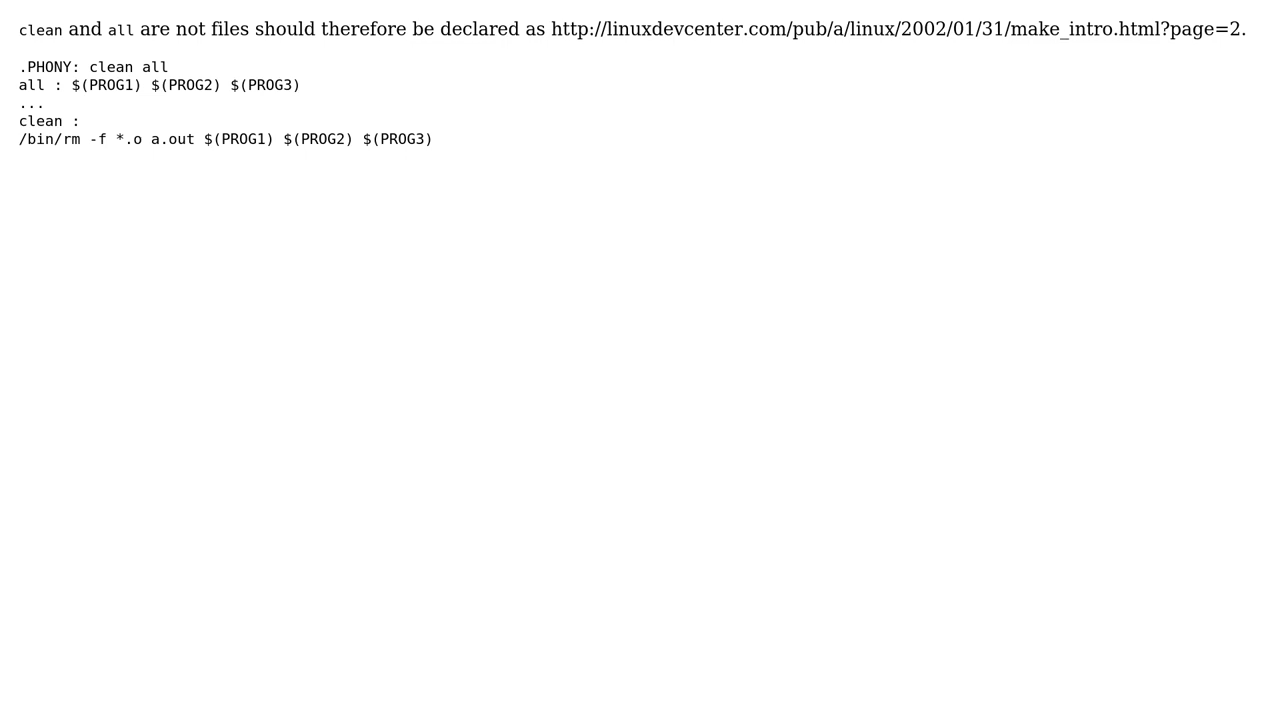 clean and all are not files should therefore be declared as http://linuxdevcenter.com/pub/a/linux/2002/01/31/make_intro.html?page=2.
.PHONY: clean all
all : $(PROG1) $(PROG2) $(PROG3)
...
clean :
/bin/rm -f *.o a.out $(PROG1) $(PROG2) $(PROG3)